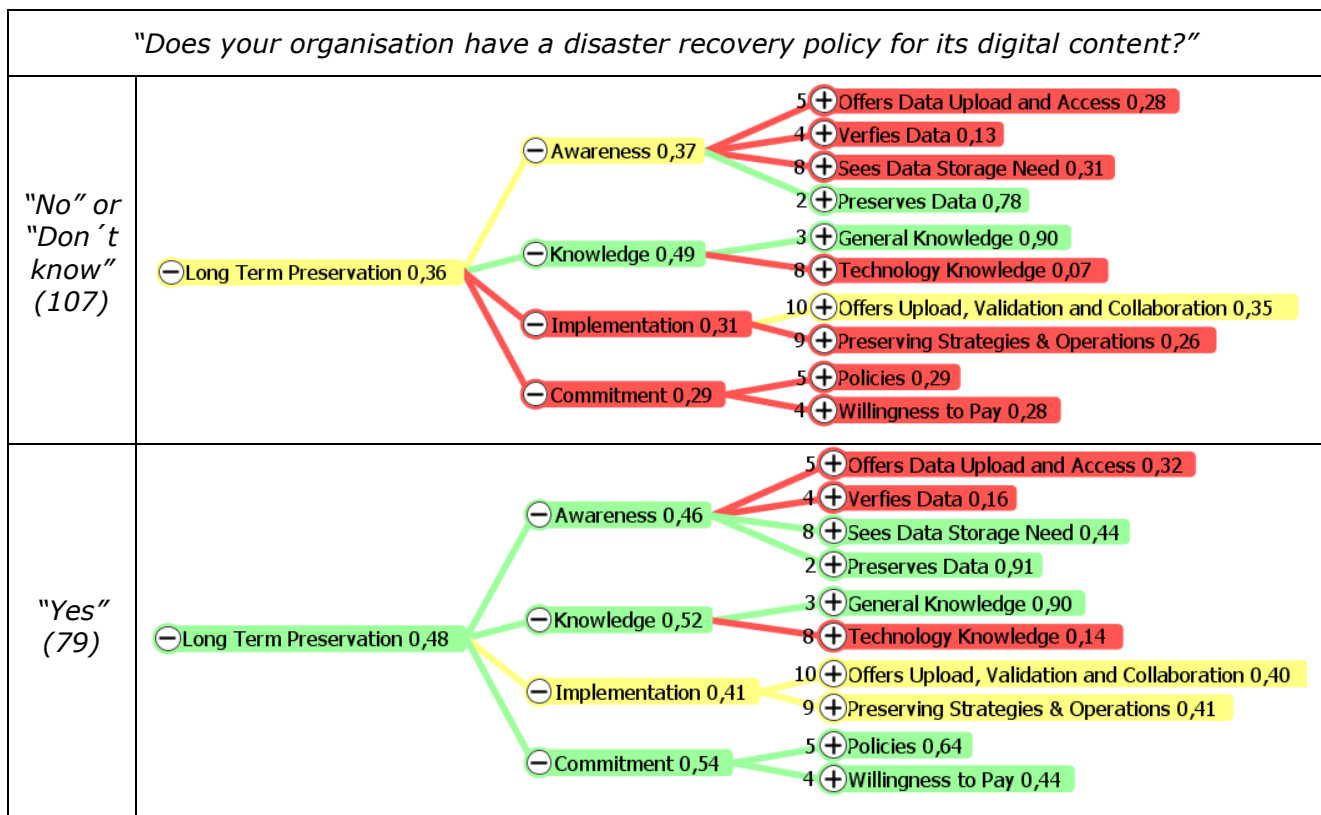 “Does your organisation have a disaster recovery policy for its digital content?”
“No” or
“Don´t
know”
(107)
Long Term Preservation 0,36
Awareness 0,37
5 Offers Data Upload and Access 0,28
4 Verfies Data 0,13
8 Sees Data Storage Need 0,31
2 Preserves Data 0,78
Knowledge 0,49
3 General Knowledge 0,90
8 Technology Knowledge 0,07
Implementation 0,31
10 Offers Upload, Validation and Collaboration 0,35
9 Preserving Strategies & Operations 0,26
Commitment 0,29
5 Policies 0,29
4 Willingness to Pay 0,28
“Yes”
(79)
Long Term Preservation 0,48
Awareness 0,46
5 Offers Data Upload and Access 0,32
4 Verfies Data 0,16
8 Sees Data Storage Need 0,44
2 Preserves Data 0,91
Knowledge 0,52
3 General Knowledge 0,90
8 Technology Knowledge 0,14
Implementation 0,41
10 Offers Upload, Validation and Collaboration 0,40
9 Preserving Strategies & Operations 0,41
Commitment 0,54
5 Policies 0,64
4 Willingness to Pay 0,44